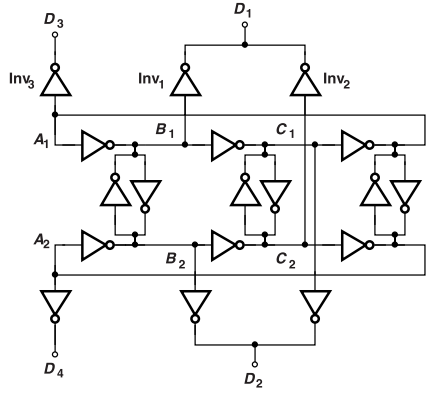 D1
D3
Inv3 Inv1 Inv2
A1 B1 C1
A2 B2 C2
D4 D2